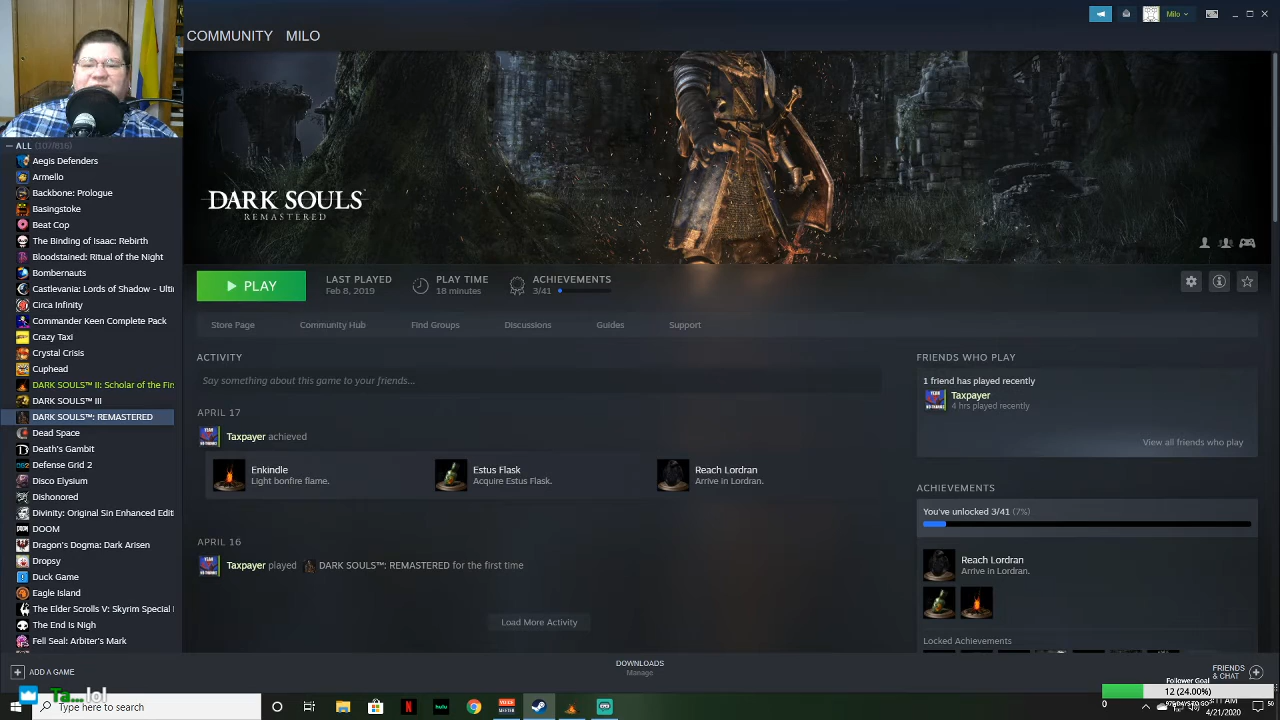 COMMUNITY MILO
Milo
DARK SOULS
REMASTERED
PLAY
LAST PLAYED
Feb 8, 2019
PLAY TIME
18 minutes
ACHIEVEMENTS
3/41
Store Page
Community Hub
Find Groups
Discussions
Guides
Support
ALL (107/816)
Aegis Defenders
Armello
Backbone: Prologue
Basingstoke
Beat Cop
The Binding of Isaac: Rebirth
Bloodstained: Ritual of the Night
Bombernauts
Castlevania: Lords of Shadow - Ulti
Circa Infinity
Commander Keen Complete Pack
Crazy Taxi
Crystal Crisis
Cuphead
DARK SOULS™ II: Scholar of the Firs
DARK SOULS™ III
DARK SOULS™: REMASTERED
Dead Space
Death's Gambit
Defense Grid 2
Disco Elysium
Dishonored
Divinity: Original Sin Enhanced Editi
DOOM
Dragon's Dogma: Dark Arisen
Dropsy
Duck Game
Eagle Island
The Elder Scrolls V: Skyrim Special
The End is Nigh
Fell Seal: Arbiter's Mark
ADD A GAME
ACTIVITY
Say something about this game to your friends...
APRIL 17
Taxpayer achieved
Enkindle
Light bonfire flame.
Estus Flask
Acquire Estus Flask.
Reach Lordran
Arrive in Lordran.
APRIL 16
Taxpayer played DARK SOULS™: REMASTERED for the first time
Load More Activity
FRIENDS WHO PLAY
1 friend has played recently
Taxpayer
4 hrs played recently
View all friends who play
ACHIEVEMENTS
You've unlocked 3/41 (7%)
Reach Lordran
Arrive in Lordran.
Locked Achievements
DOWNLOADS
Manage
FRIENDS
& CHAT
Follower Goal
12 (24.00%)
0
50
Ta...lol
Type here to search
4/21/2020